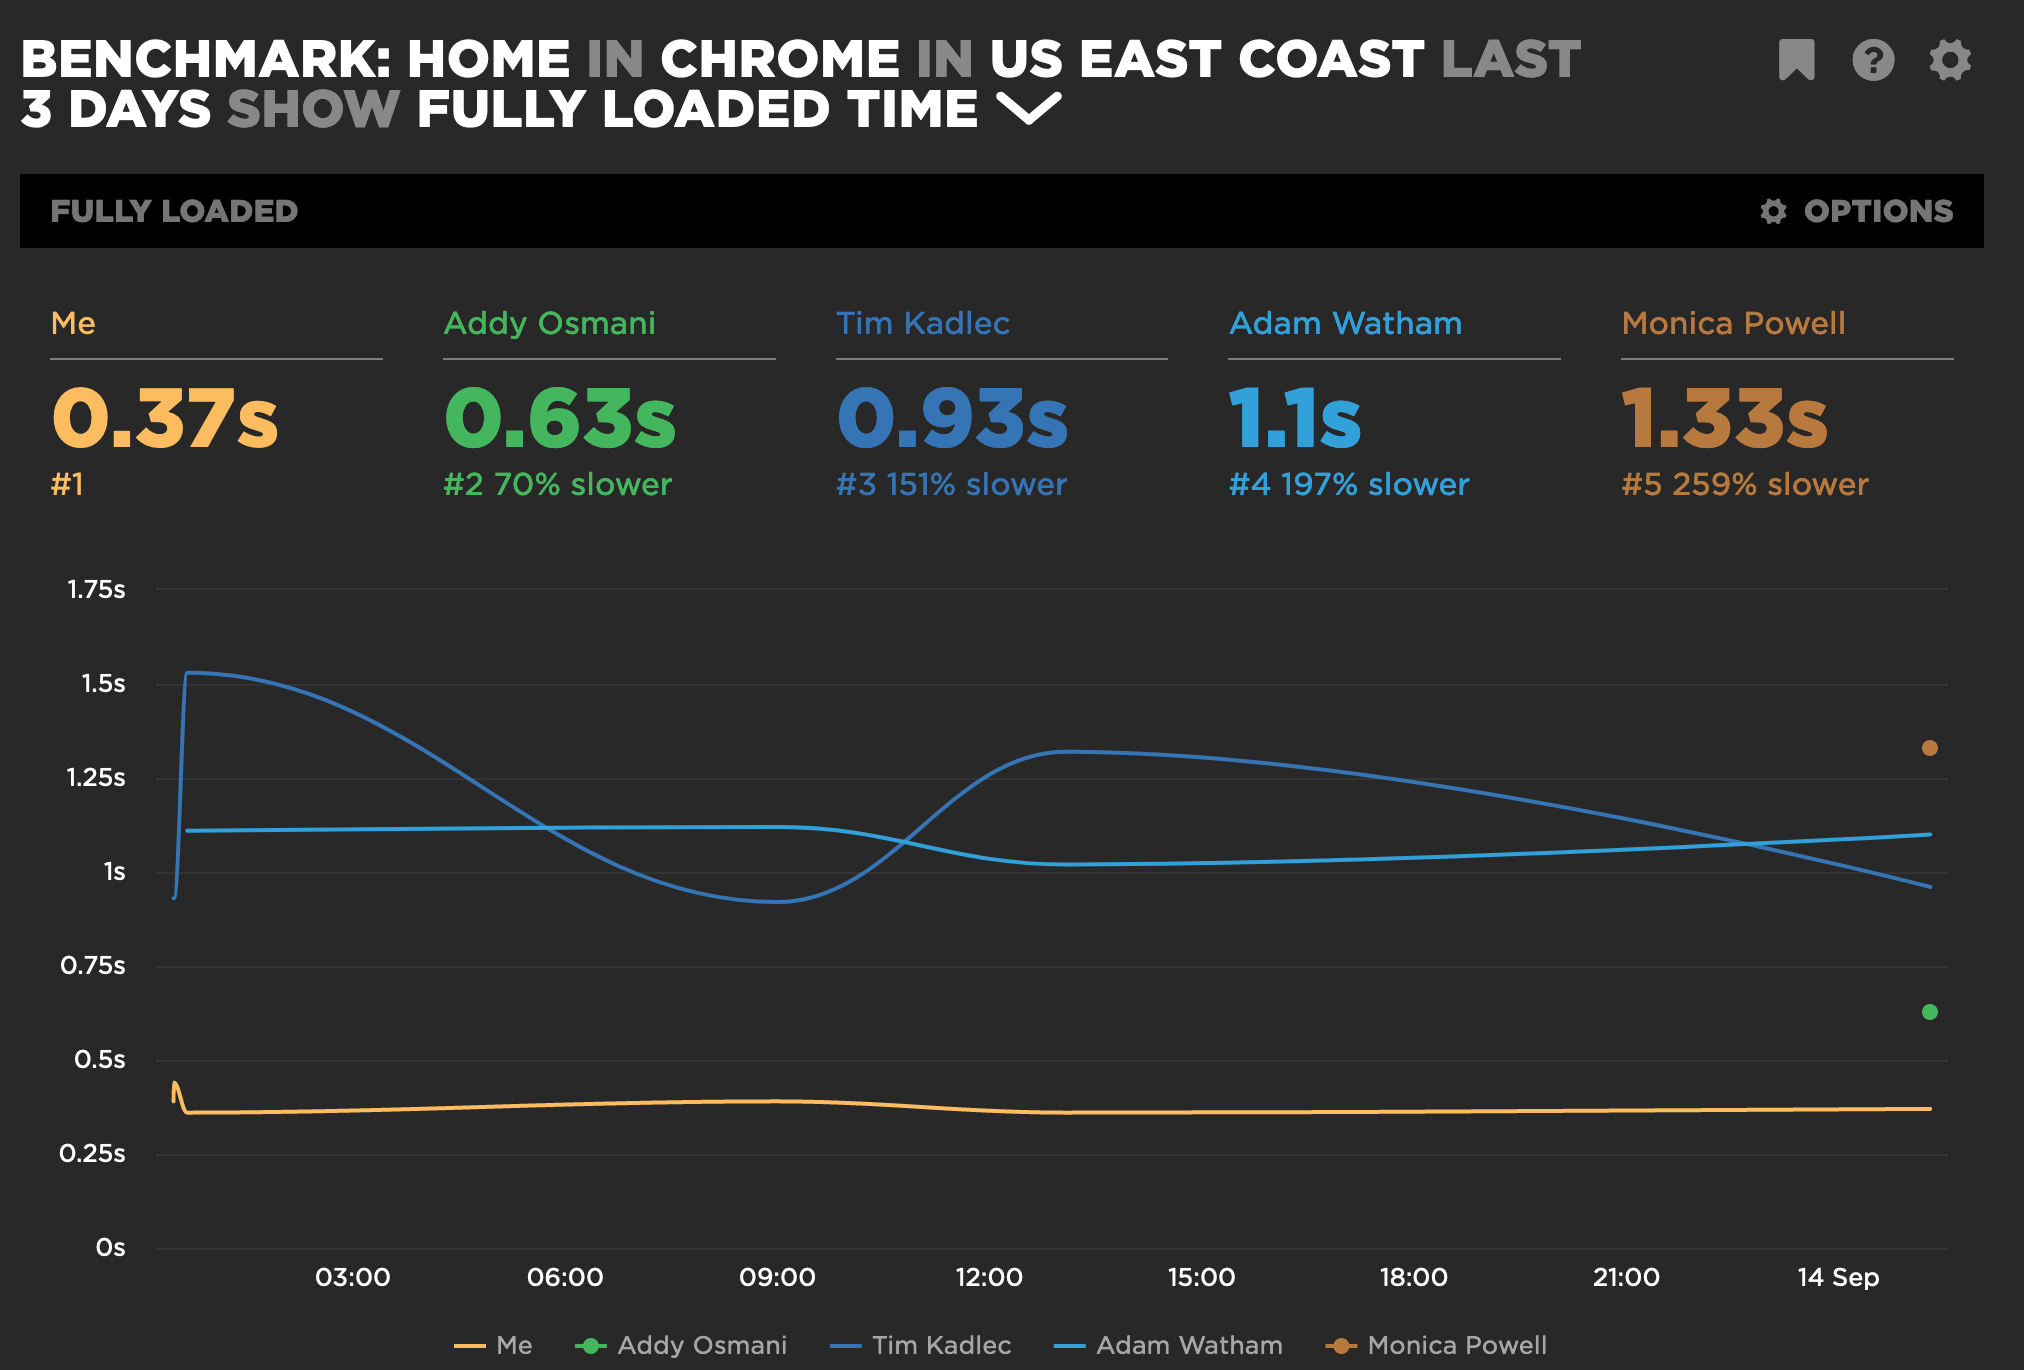 BENCHMARK: HOME IN CHROME IN US EAST COAST LAST
3 DAYS SHOW FULLY LOADED TIME
?
FULLY LOADED
OPTIONS
Me
Addy Osmani
Tim Kadlec
Adam Watham
Monica Powell
0.37s
0.63s
0.93s
1.1s
1.33s
#1
#2 70% slower
#3 151% slower
#4 197% slower
#5 259% slower
1.75s
1.5s
1.25s
1s
0.75s
0.5s
0.25s
0s
03:00
06:00
09:00
12:00
15:00
18:00
21:00
14 Sep
Me
Addy Osmani
Tim Kadlec
Adam Watham
Monica Powell